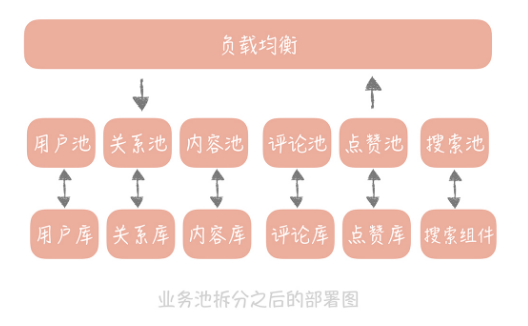 负载均衡
用户池 关系池 内容池 评论池 点赞池 搜索池
用户库 关系库 内容库 评论库 点赞库 搜索组件
业务池拆分之后的部署图